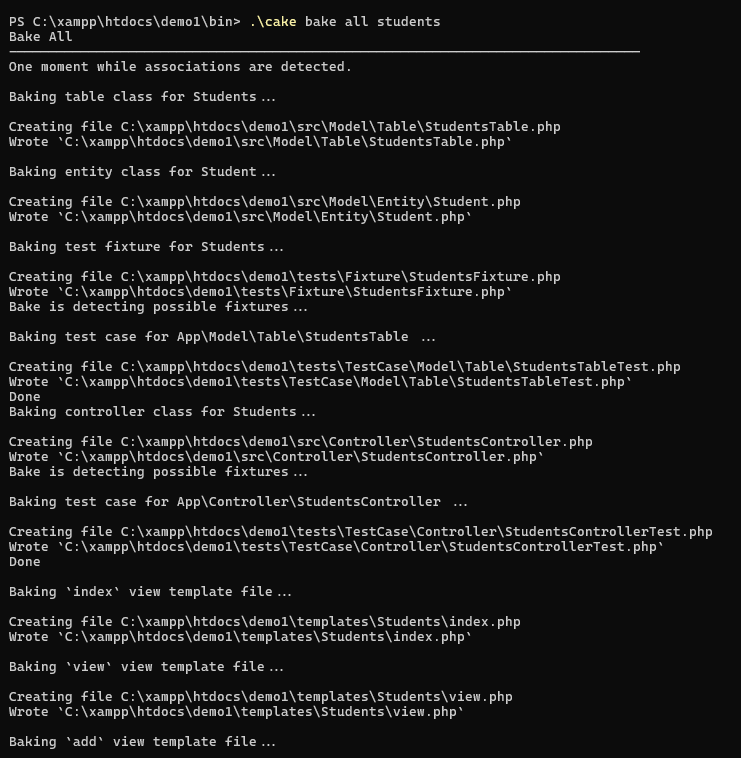 PS C:\xampp\htdocs\demo1\bin> .\cake bake all students
Bake All
One moment while associations are detected.
Baking table class for Students...
Creating file C:\xampp\htdocs\demo1\src\Model\Table\StudentsTable.php
Wrote `C:\xampp\htdocs\demo1\src\Model\Table\StudentsTable.php`
Baking entity class for Student...
Creating file C:\xampp\htdocs\demo1\src\Model\Entity\Student.php
Wrote `C:\xampp\htdocs\demo1\src\Model\Entity\Student.php`
Baking test fixture for Students...
Creating file C:\xampp\htdocs\demo1\tests\Fixture\StudentsFixture.php
Wrote `C:\xampp\htdocs\demo1\tests\Fixture\StudentsFixture.php`
Bake is detecting possible fixtures...
Baking test case for App\Model\Table\StudentsTable ...
Creating file C:\xampp\htdocs\demo1\tests\TestCase\Model\Table\StudentsTableTest.php
Wrote `C:\xampp\htdocs\demo1\tests\TestCase\Model\Table\StudentsTableTest.php`
Done
Baking controller class for Students...
Creating file C:\xampp\htdocs\demo1\src\Controller\StudentsController.php
Wrote `C:\xampp\htdocs\demo1\src\Controller\StudentsController.php`
Bake is detecting possible fixtures...
Baking test case for App\Controller\StudentsController ...
Creating file C:\xampp\htdocs\demo1\tests\TestCase\Controller\StudentsControllerTest.php
Wrote `C:\xampp\htdocs\demo1\tests\TestCase\Controller\StudentsControllerTest.php`
Done
Baking `index` view template file...
Creating file C:\xampp\htdocs\demo1\templates\Students\index.php
Wrote `C:\xampp\htdocs\demo1\templates\Students\index.php`
Baking `view` view template file...
Creating file C:\xampp\htdocs\demo1\templates\Students\view.php
Wrote `C:\xampp\htdocs\demo1\templates\Students\view.php`
Baking `add` view template file...